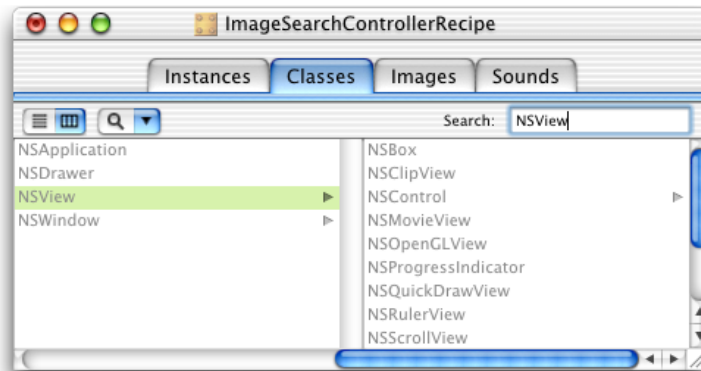 ImageSearchControllerRecipe
Instances Classes Images Sounds
Search: NSView
NSApplication
NSDrawer
NSView
NSWindow
NSBox
NSClipView
NSControl
NSMovieView
NSOpenGLView
NSProgressIndicator
NSQuickDrawView
NSRulerView
NSScrollView